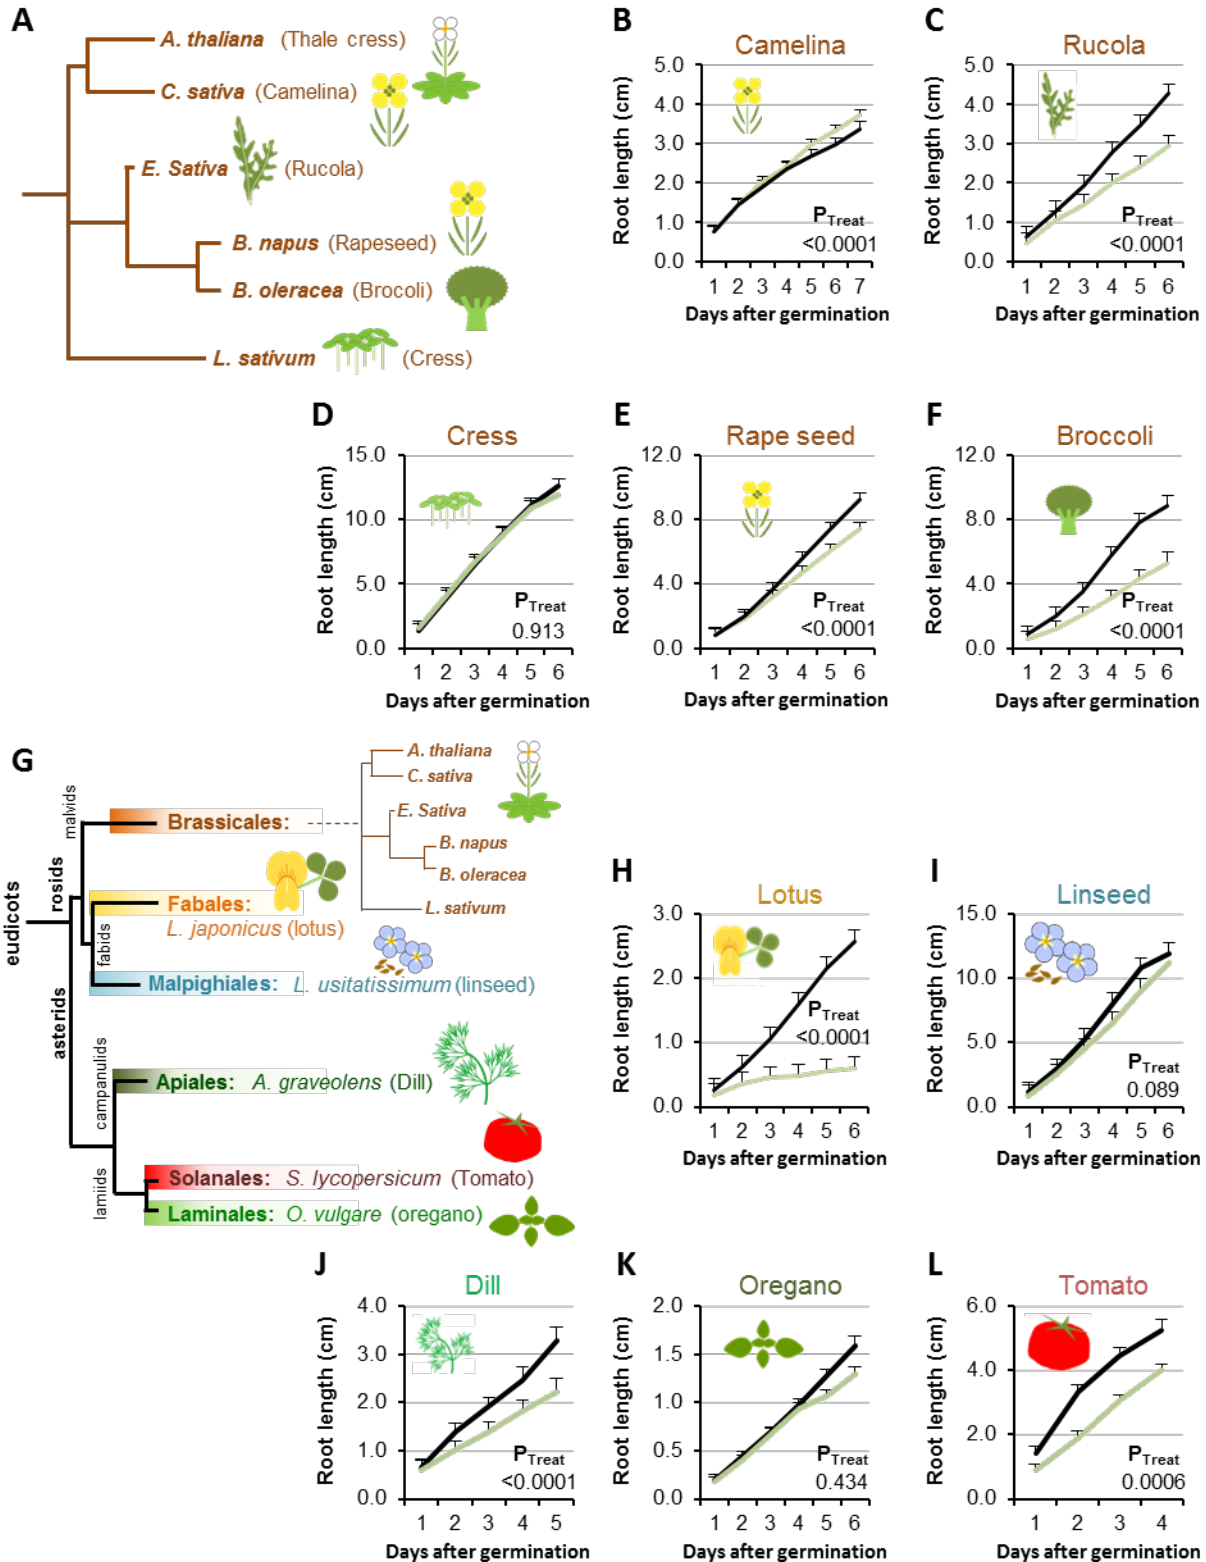 A
A. thaliana (Thale cress)
C. sativa (Camelina)
E. Sativa (Rucola)
B. napus (Rapeseed)
B. oleracea (Brocoli)
L. sativum (Cress)
B
Camelina
Root length (cm)
5.0
4.0
3.0
2.0
1.0
0.0
PTreat
<0.0001
1 2 3 4 5 6 7
Days after germination
C
Rucola
Root length (cm)
5.0
4.0
3.0
2.0
1.0
0.0
PTreat
<0.0001
1 2 3 4 5 6
Days after germination
D
Cress
Root length (cm)
15.0
10.0
5.0
0.0
PTreat
0.913
1 2 3 4 5 6
Days after germination
E
Rape seed
Root length (cm)
12.0
8.0
4.0
0.0
PTreat
<0.0001
1 2 3 4 5 6
Days after germination
F
Broccoli
Root length (cm)
12.0
8.0
4.0
0.0
PTreat
<0.0001
1 2 3 4 5 6
Days after germination
G
eudicots
rosids
asterids
malvids
fabids
campanulids
lamiids
Brassicales:
A. thaliana
C. sativa
E. Sativa
B. napus
B. oleracea
L. sativum
Fabales:
L. japonicus (lotus)
Malpighiales: L. usitatissimum (linseed)
Apiales: A. graveolens (Dill)
Solanales: S. lycopersicum (Tomato)
Laminales: O. vulgare (oregano)
H
Lotus
Root length (cm)
3.0
2.0
1.0
0.0
PTreat
<0.0001
1 2 3 4 5 6
Days after germination
I
Linseed
Root length (cm)
15.0
10.0
5.0
0.0
PTreat
0.089
1 2 3 4 5 6
Days after germination
J
Dill
Root length (cm)
4.0
3.0
2.0
1.0
0.0
PTreat
<0.0001
1 2 3 4 5
Days after germination
K
Oregano
Root length (cm)
2.0
1.5
1.0
0.5
0.0
PTreat
0.434
1 2 3 4 5 6
Days after germination
L
Tomato
Root length (cm)
6.0
4.0
2.0
0.0
PTreat
0.0006
1 2 3 4
Days after germination